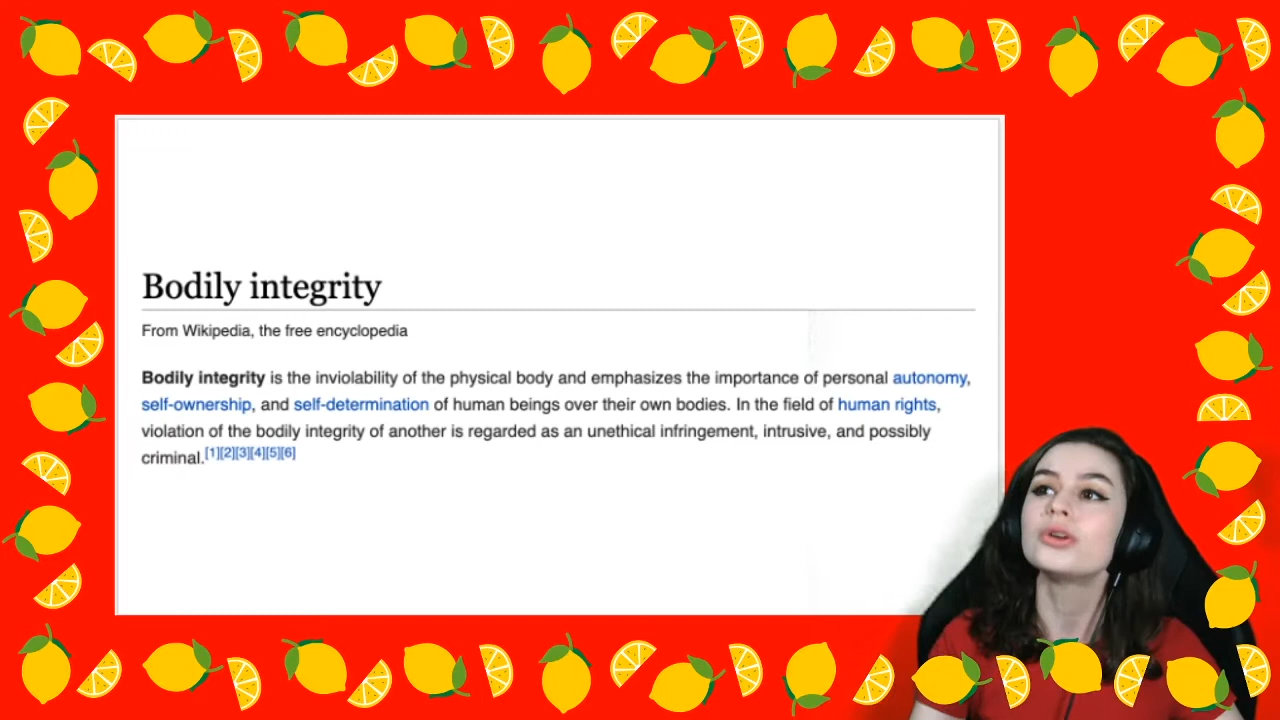 Bodily integrity
From Wikipedia, the free encyclopedia
Bodily integrity is the inviolability of the physical body and emphasizes the importance of personal autonomy,
self-ownership, and self-determination of human beings over their own bodies. In the field of human rights,
violation of the bodily integrity of another is regarded as an unethical infringement, intrusive, and possibly
criminal.[1][2][3][4][5][6]